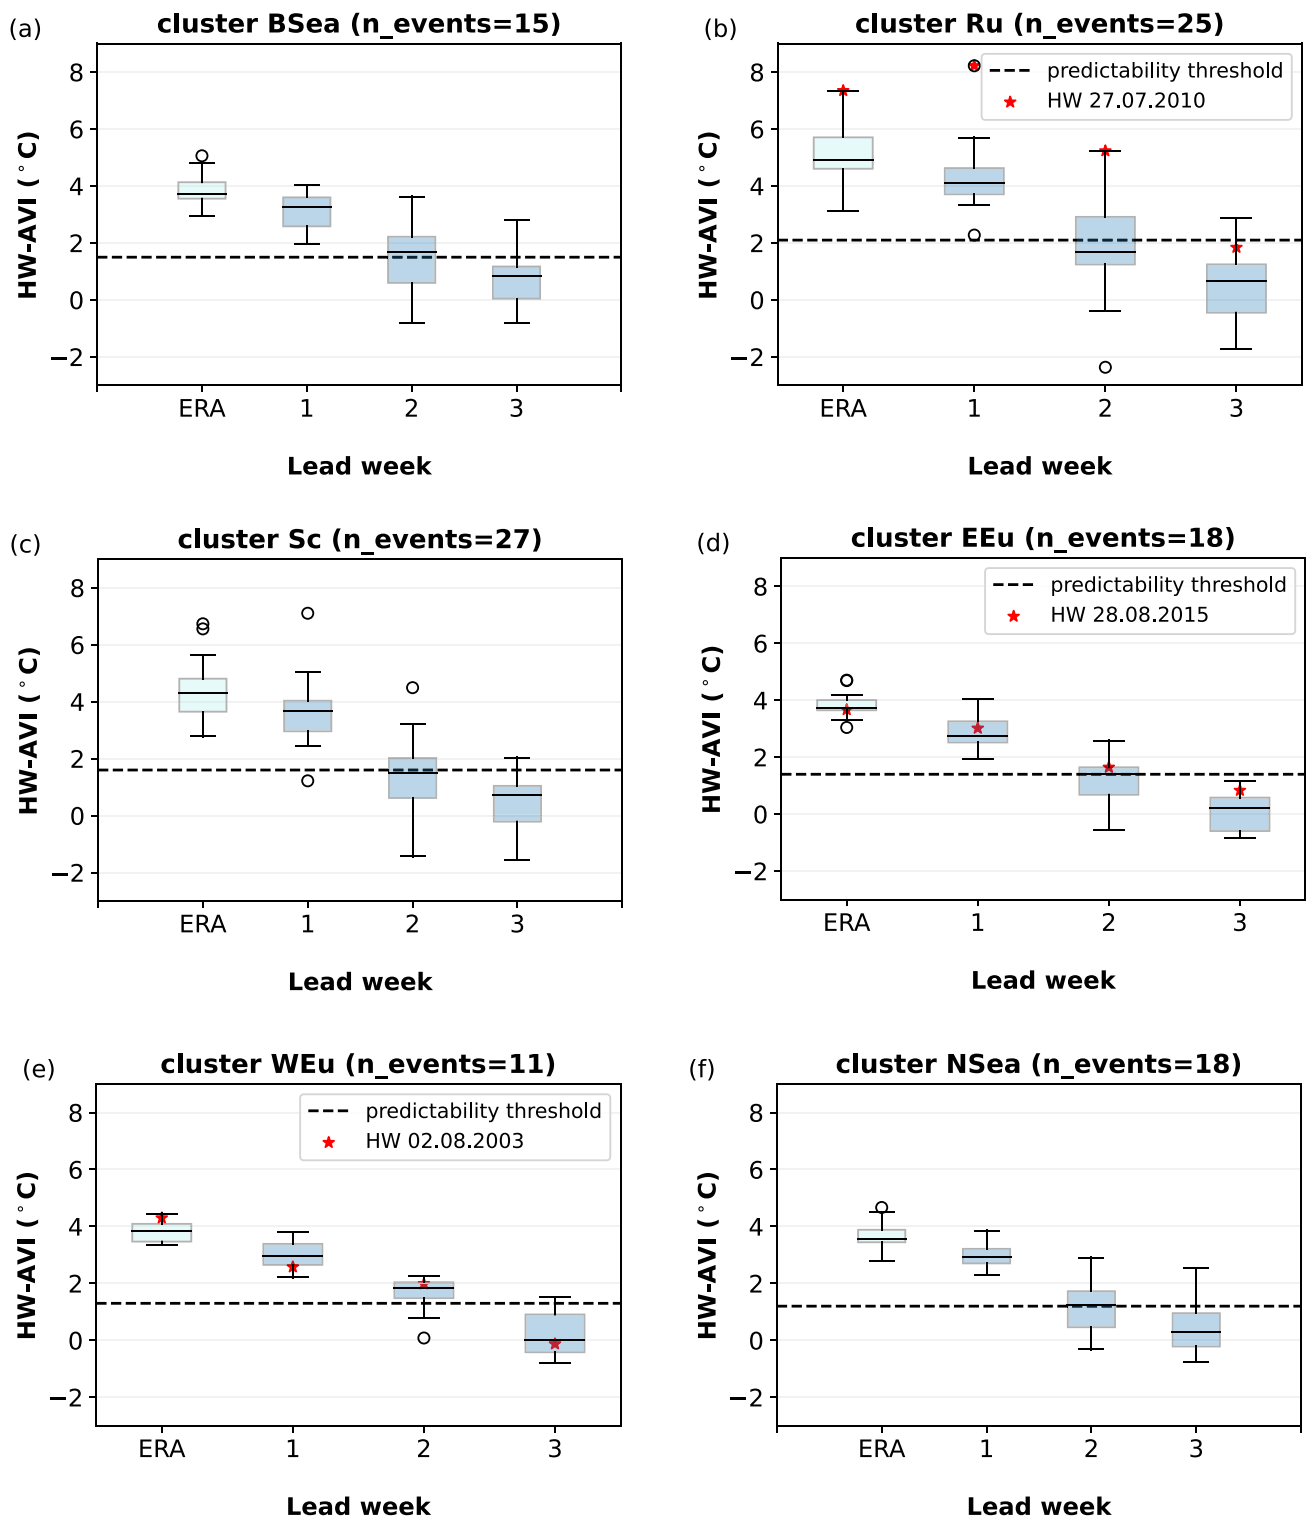 (a)
cluster BSea (n_events=15)
HW-AVI (°C)
8
6
4
2
0
−2
ERA 1 2 3
Lead week
(b)
cluster Ru (n_events=25)
predictability threshold
HW 27.07.2010
HW-AVI (°C)
8
6
4
2
0
−2
ERA 1 2 3
Lead week
(c)
cluster Sc (n_events=27)
HW-AVI (°C)
8
6
4
2
0
−2
ERA 1 2 3
Lead week
(d)
cluster EEu (n_events=18)
predictability threshold
HW 28.08.2015
HW-AVI (°C)
8
6
4
2
0
−2
ERA 1 2 3
Lead week
(e)
cluster WEu (n_events=11)
predictability threshold
HW 02.08.2003
HW-AVI (°C)
8
6
4
2
0
−2
ERA 1 2 3
Lead week
(f)
cluster NSea (n_events=18)
HW-AVI (°C)
8
6
4
2
0
−2
ERA 1 2 3
Lead week